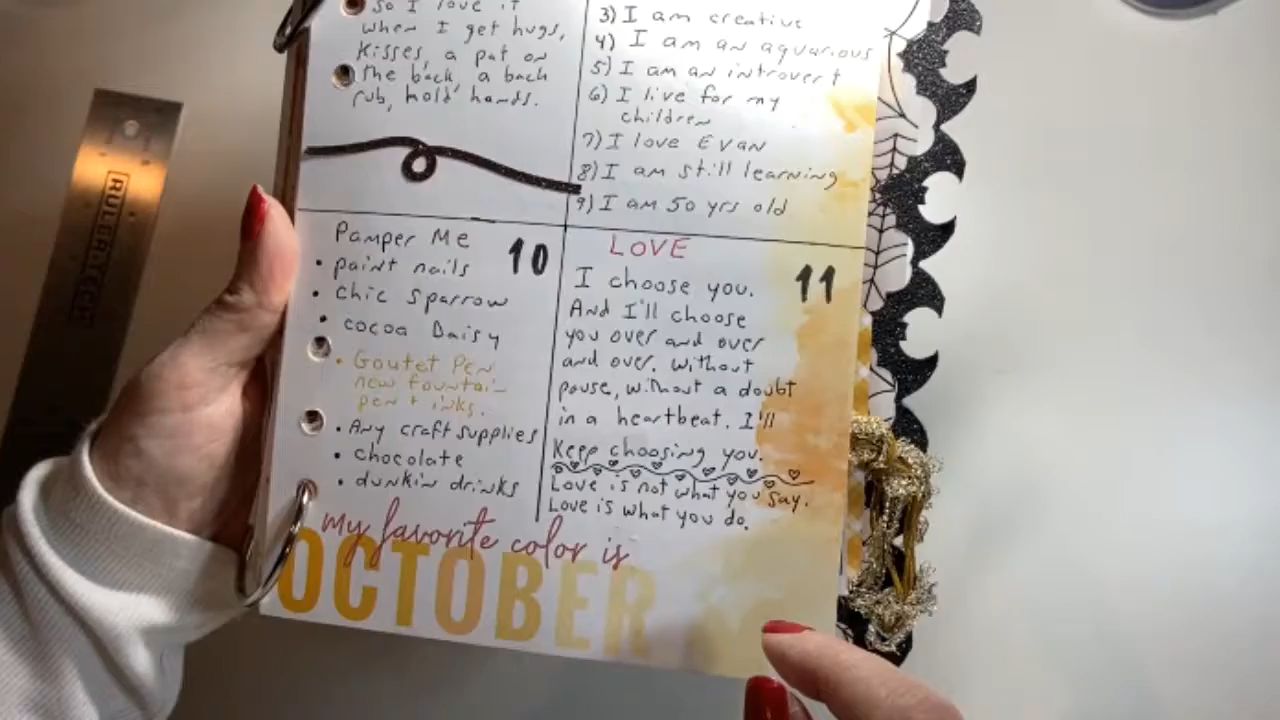 So I love it
when I get hugs,
kisses, a pat on
the back, a back
rub, hold hands.
3) I am creative
4) I am an aquarious
5) I am an introvert
6) I live for my
children
7) I love Evan
8) I am still learning
9) I am 50 yrs old
Pamper Me 10
• paint nails
• Chic Sparrow
• cocoa Daisy
• Goutet Pen
new fountain
pen + inks.
• Any craft supplies
• chocolate
• dunkin drinks
LOVE 11
I choose you.
And I'll choose
you over and over
and over. Without
pause, without a doubt
in a heartbeat. I'll
Keep choosing you.
Love is not what you say.
Love is what you do.
my favorite color is
OCTOBER